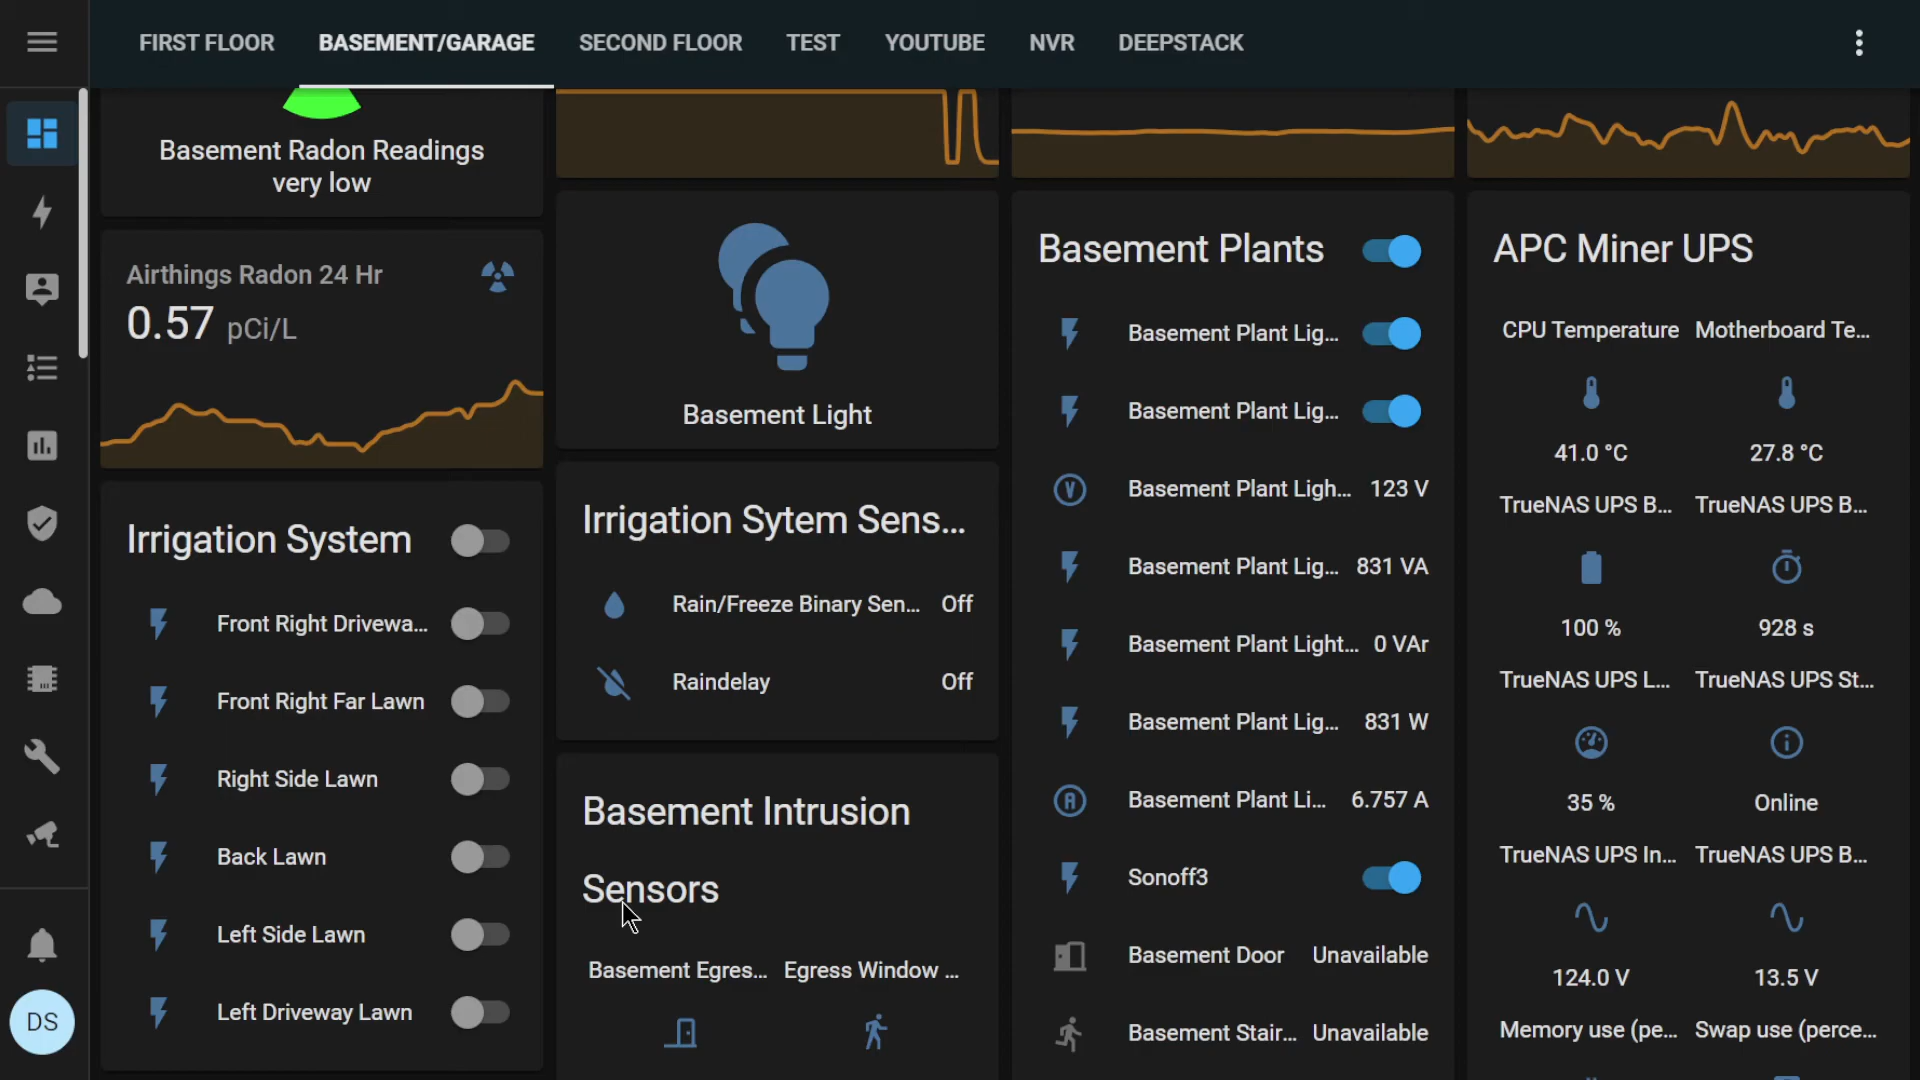 FIRST FLOOR
BASEMENT/GARAGE
SECOND FLOOR
TEST
YOUTUBE
NVR
DEEPSTACK
Basement Radon Readings
very low
Airthings Radon 24 Hr
0.57 pCi/L
Irrigation System
Front Right Drivewa...
Front Right Far Lawn
Right Side Lawn
Back Lawn
Left Side Lawn
Left Driveway Lawn
Basement Light
Irrigation Sytem Sens...
Rain/Freeze Binary Sen... Off
Raindelay Off
Basement Intrusion
Sensors
Basement Egres... Egress Window ...
Basement Plants
Basement Plant Lig...
Basement Plant Lig...
V Basement Plant Ligh... 123 V
Basement Plant Lig... 831 VA
Basement Plant Light... 0 VAr
Basement Plant Lig... 831 W
A Basement Plant Li... 6.757 A
Sonoff3
Basement Door Unavailable
Basement Stair... Unavailable
APC Miner UPS
CPU Temperature Motherboard Te...
41.0 °C 27.8 °C
TrueNAS UPS B... TrueNAS UPS B...
100 % 928 s
TrueNAS UPS L... TrueNAS UPS St...
35 % Online
TrueNAS UPS In... TrueNAS UPS B...
124.0 V 13.5 V
Memory use (pe... Swap use (perce...
DS